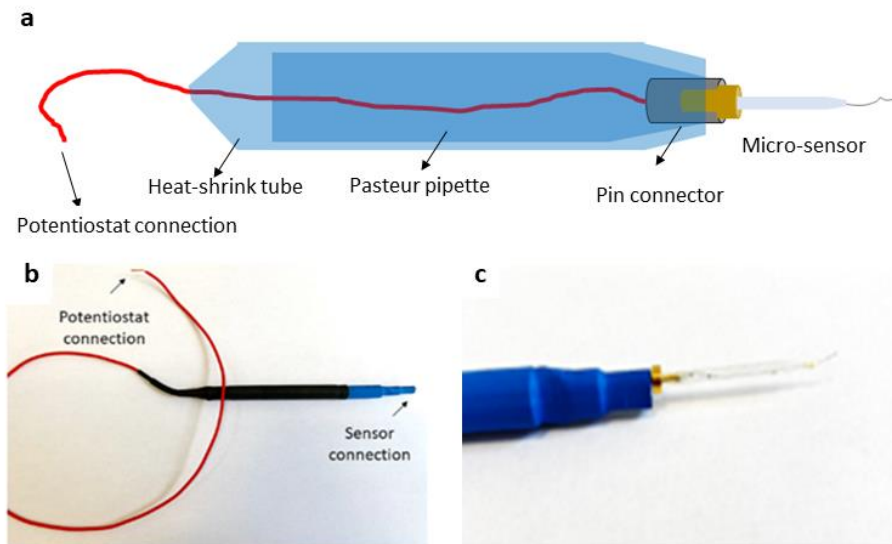 a
Micro-sensor
Heat-shrink tube
Pasteur pipette
Pin connector
Potentiostat connection
b
Potentiostat
connection
Sensor
connection
c